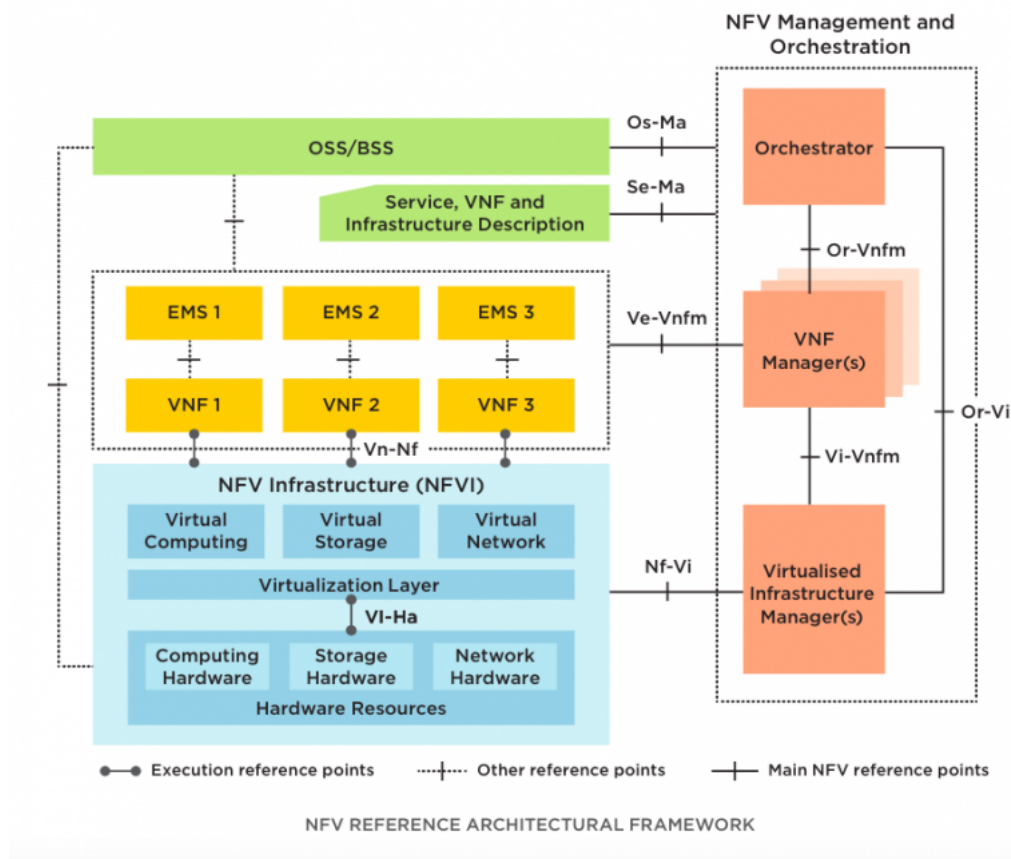 NFV Management and
Orchestration
Os-Ma
OSS/BSS
Orchestrator
Se-Ma
Service, VNF and
Infrastructure Description
Or-Vnfm
EMS 1
EMS 2
EMS 3
Ve-Vnfm
VNF
Manager(s)
VNF 1
VNF 2
VNF 3
Or-Vi
Vn-Nf
Vi-Vnfm
NFV Infrastructure (NFVI)
Virtual
Computing
Virtual
Storage
Virtual
Network
Nf-Vi
Virtualised
Infrastructure
Manager(s)
Virtualization Layer
VI-Ha
Computing
Hardware
Storage
Hardware
Network
Hardware
Hardware Resources
Execution reference points
Other reference points
Main NFV reference points
NFV REFERENCE ARCHITECTURAL FRAMEWORK